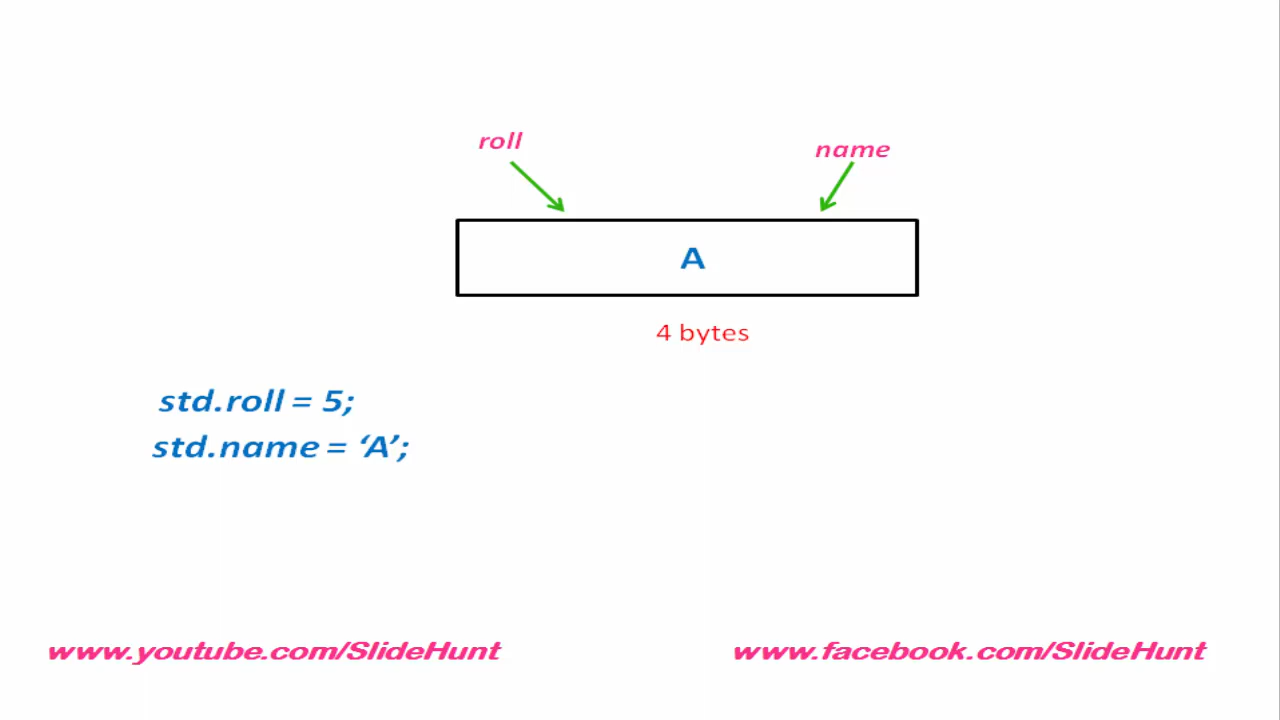 roll
name
A
4 bytes
std.roll = 5;
std.name = ‘A’;
www.youtube.com/SlideHunt
www.facebook.com/SlideHunt